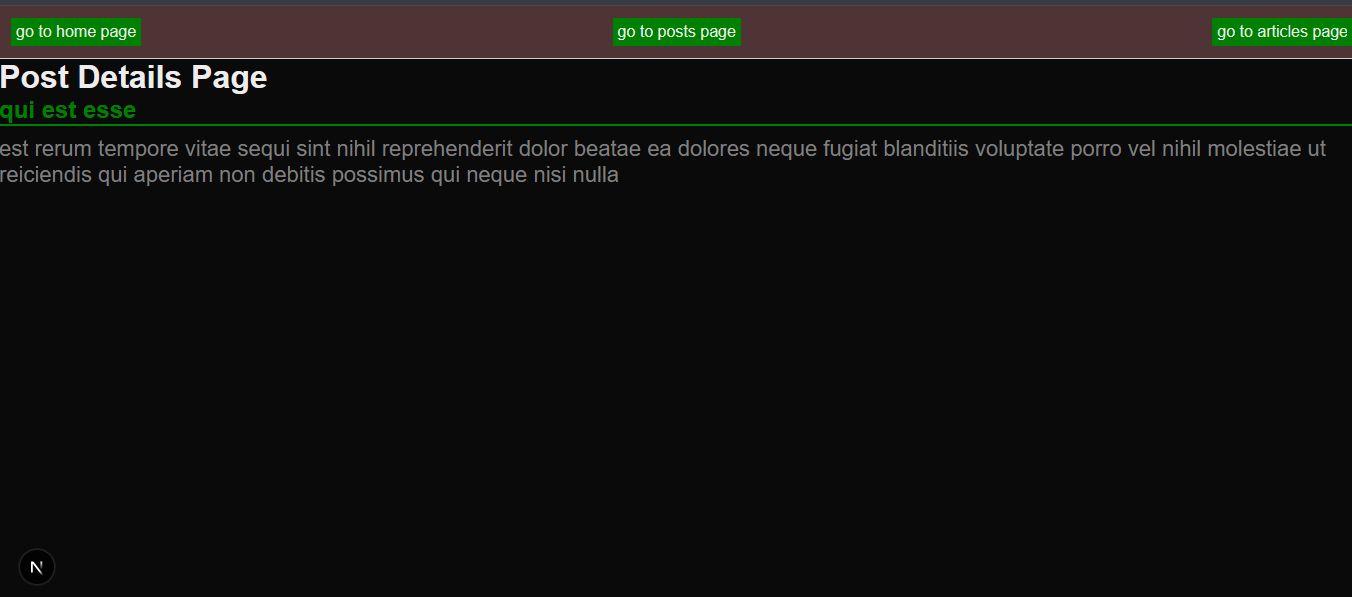 go to home page go to posts page go to articles page
Post Details Page
qui est esse
est rerum tempore vitae sequi sint nihil reprehenderit dolor beatae ea dolores neque fugiat blanditiis voluptate porro vel nihil molestiae ut
reiciendis qui aperiam non debitis possimus qui neque nisi nulla
N